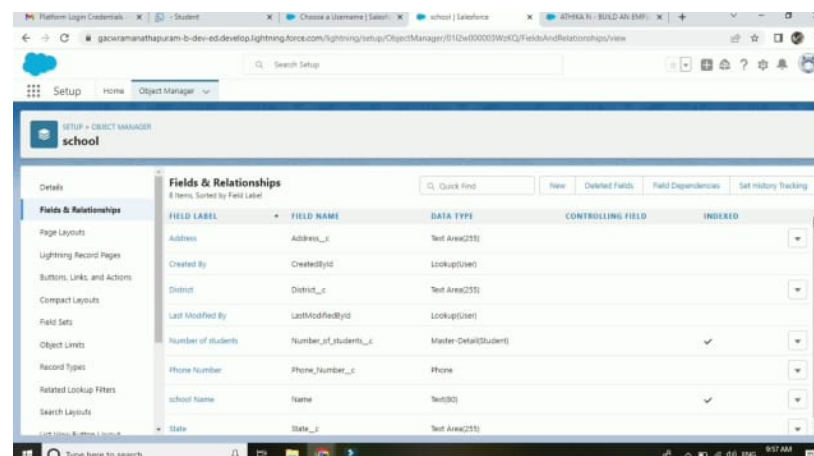 Platform Login Credentials
- Student
Choose a Username | Salesf
school | Salesforce
ATHIKA N - BUILD AN EMP
gacwramanathapuram-b-dev-ed.develop.lightning.force.com/lightning/setup/ObjectManager/01I2w000003WzKQ/FieldsAndRelationships/view
Search Setup
Setup Home Object Manager
SETUP > OBJECT MANAGER
school
Details
Fields & Relationships
Page Layouts
Lightning Record Pages
Buttons, Links, and Actions
Compact Layouts
Field Sets
Object Limits
Record Types
Related Lookup Filters
Search Layouts
List View Button Layout
Fields & Relationships
8 Items, Sorted by Field Label
Quick Find New Deleted Fields Field Dependencies Set History Tracking
FIELD LABEL FIELD NAME DATA TYPE CONTROLLING FIELD INDEXED
Address Address__c Text Area(255)
Created By CreatedById Lookup(User)
District District__c Text Area(255)
Last Modified By LastModifiedById Lookup(User)
Number of students Number_of_students__c Master-Detail(Student)
Phone Number Phone_Number__c Phone
school Name Name Text(80)
State State__c Text Area(255)
Type here to search
ENG 9:57 AM